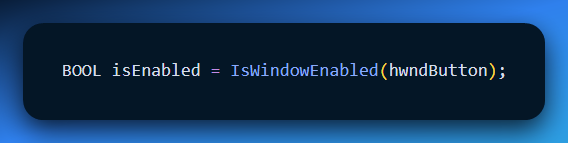 BOOL isEnabled = IsWindowEnabled(hwndButton);